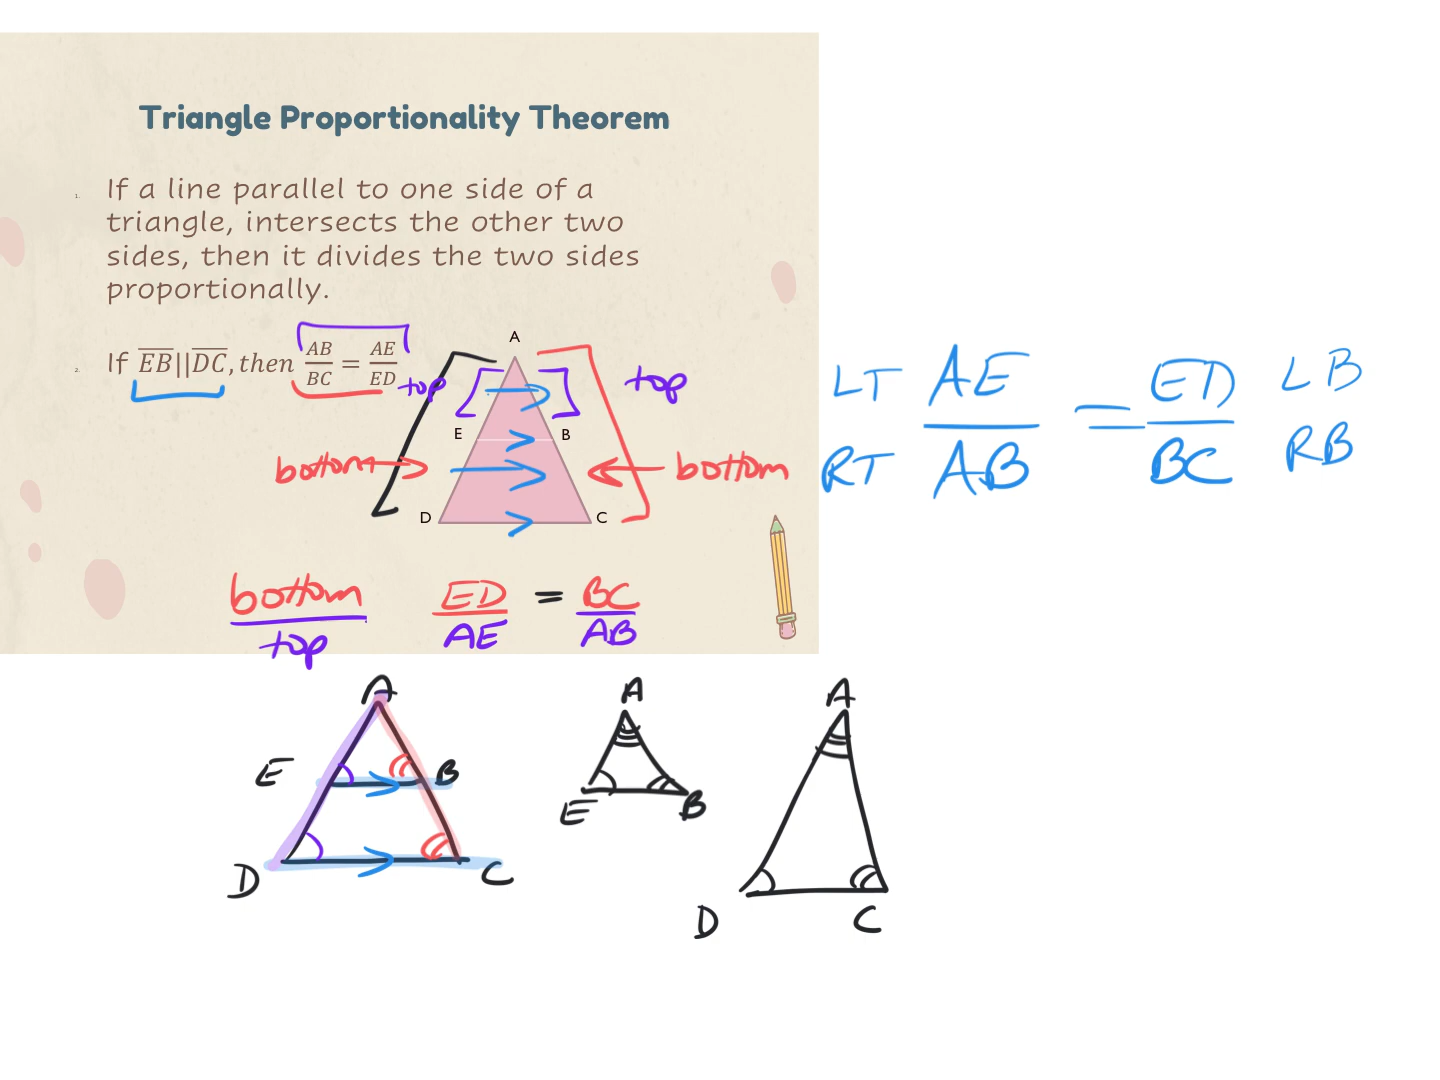 Triangle Proportionality Theorem
1. If a line parallel to one side of a
triangle, intersects the other two
sides, then it divides the two sides
proportionally.
2. If EB||DC, then AB/BC = AE/ED
A
top
top
E
B
bottom
bottom
D
C
LT AE/AB = ED/BC LB
RT RB
bottom/top ED/AE = BC/AB
A
E
B
D
C
A
E
B
A
D
C